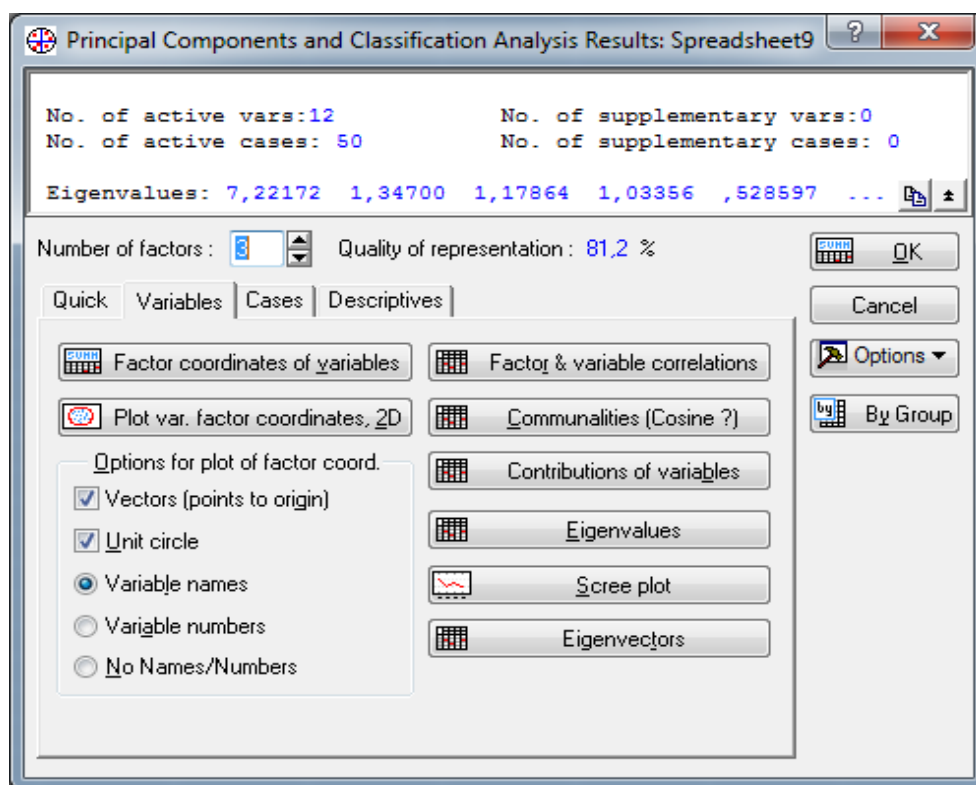 Principal Components and Classification Analysis Results: Spreadsheet9
No. of active vars:12 No. of supplementary vars:0
No. of active cases: 50 No. of supplementary cases: 0
Eigenvalues: 7,22172 1,34700 1,17864 1,03356 ,528597 ...
Number of factors : 3 Quality of representation : 81,2 %
OK
Quick Variables Cases Descriptives
Cancel
SUMM Factor coordinates of variables
Factor & variable correlations
Options
Plot var. factor coordinates, 2D
Communalities (Cosine ?)
by By Group
Options for plot of factor coord.
Contributions of variables
Vectors (points to origin)
Unit circle
Eigenvalues
Variable names
Scree plot
Variable numbers
Eigenvectors
No Names/Numbers